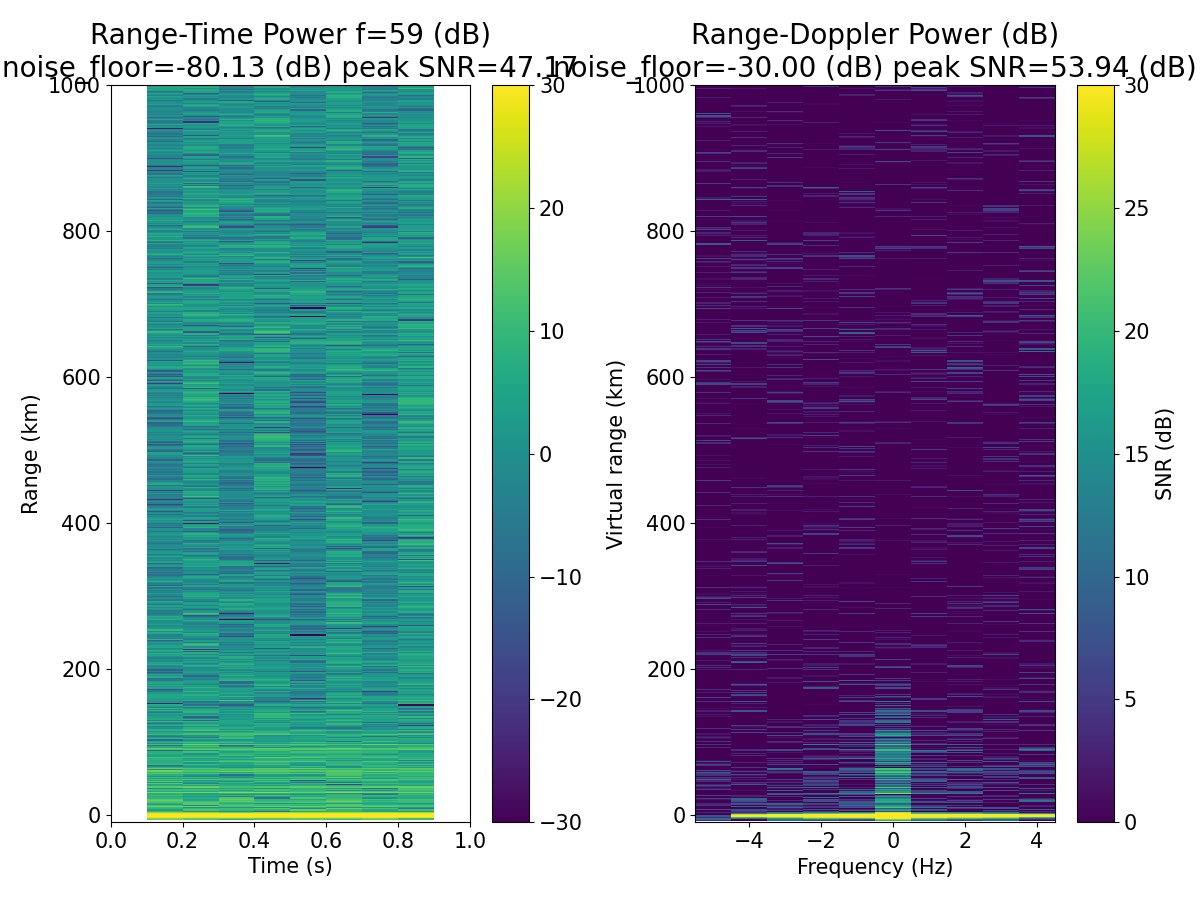 Range-Time Power f=59 (dB)
noise_floor=-80.13 (dB) peak SNR=47.17
Range-Doppler Power (dB)
noise_floor=-30.00 (dB) peak SNR=53.94 (dB)
1000
800
600
400
200
0
Range (km)
0.0 0.2 0.4 0.6 0.8 1.0
Time (s)
30
20
10
0
−10
−20
−30
1000
800
600
400
200
0
Virtual range (km)
−4 −2 0 2 4
Frequency (Hz)
30
25
20
15
10
5
0
SNR (dB)